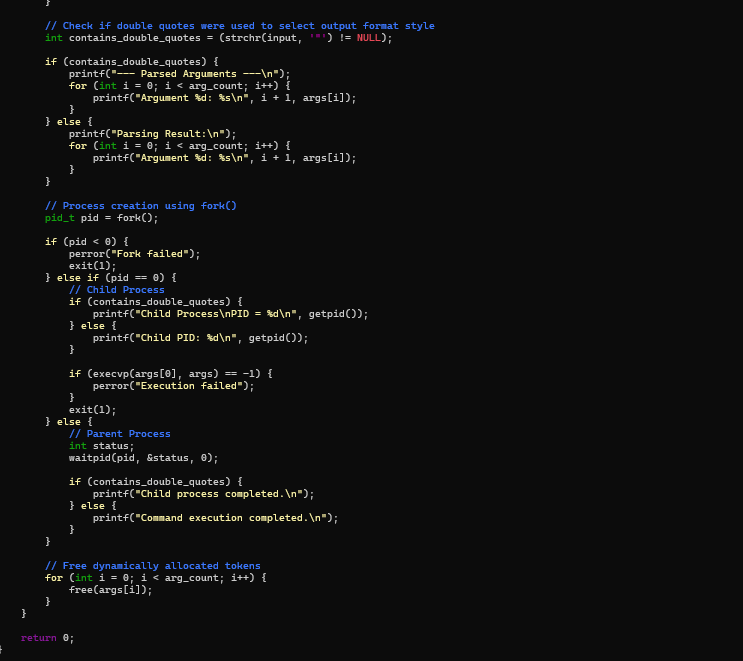 }

        // Check if double quotes were used to select output format style
        int contains_double_quotes = (strchr(input, '"') != NULL);

        if (contains_double_quotes) {
            printf("--- Parsed Arguments ---\n");
            for (int i = 0; i < arg_count; i++) {
                printf("Argument %d: %s\n", i + 1, args[i]);
            }
        } else {
            printf("Parsing Result:\n");
            for (int i = 0; i < arg_count; i++) {
                printf("Argument %d: %s\n", i + 1, args[i]);
            }
        }

        // Process creation using fork()
        pid_t pid = fork();

        if (pid < 0) {
            perror("Fork failed");
            exit(1);
        } else if (pid == 0) {
            // Child Process
            if (contains_double_quotes) {
                printf("Child Process\nPID = %d\n", getpid());
            } else {
                printf("Child PID: %d\n", getpid());
            }

            if (execvp(args[0], args) == -1) {
                perror("Execution failed");
            }
            exit(1);
        } else {
            // Parent Process
            int status;
            waitpid(pid, &status, 0);

            if (contains_double_quotes) {
                printf("Child process completed.\n");
            } else {
                printf("Command execution completed.\n");
            }
        }

        // Free dynamically allocated tokens
        for (int i = 0; i < arg_count; i++) {
            free(args[i]);
        }
    }

    return 0;
}